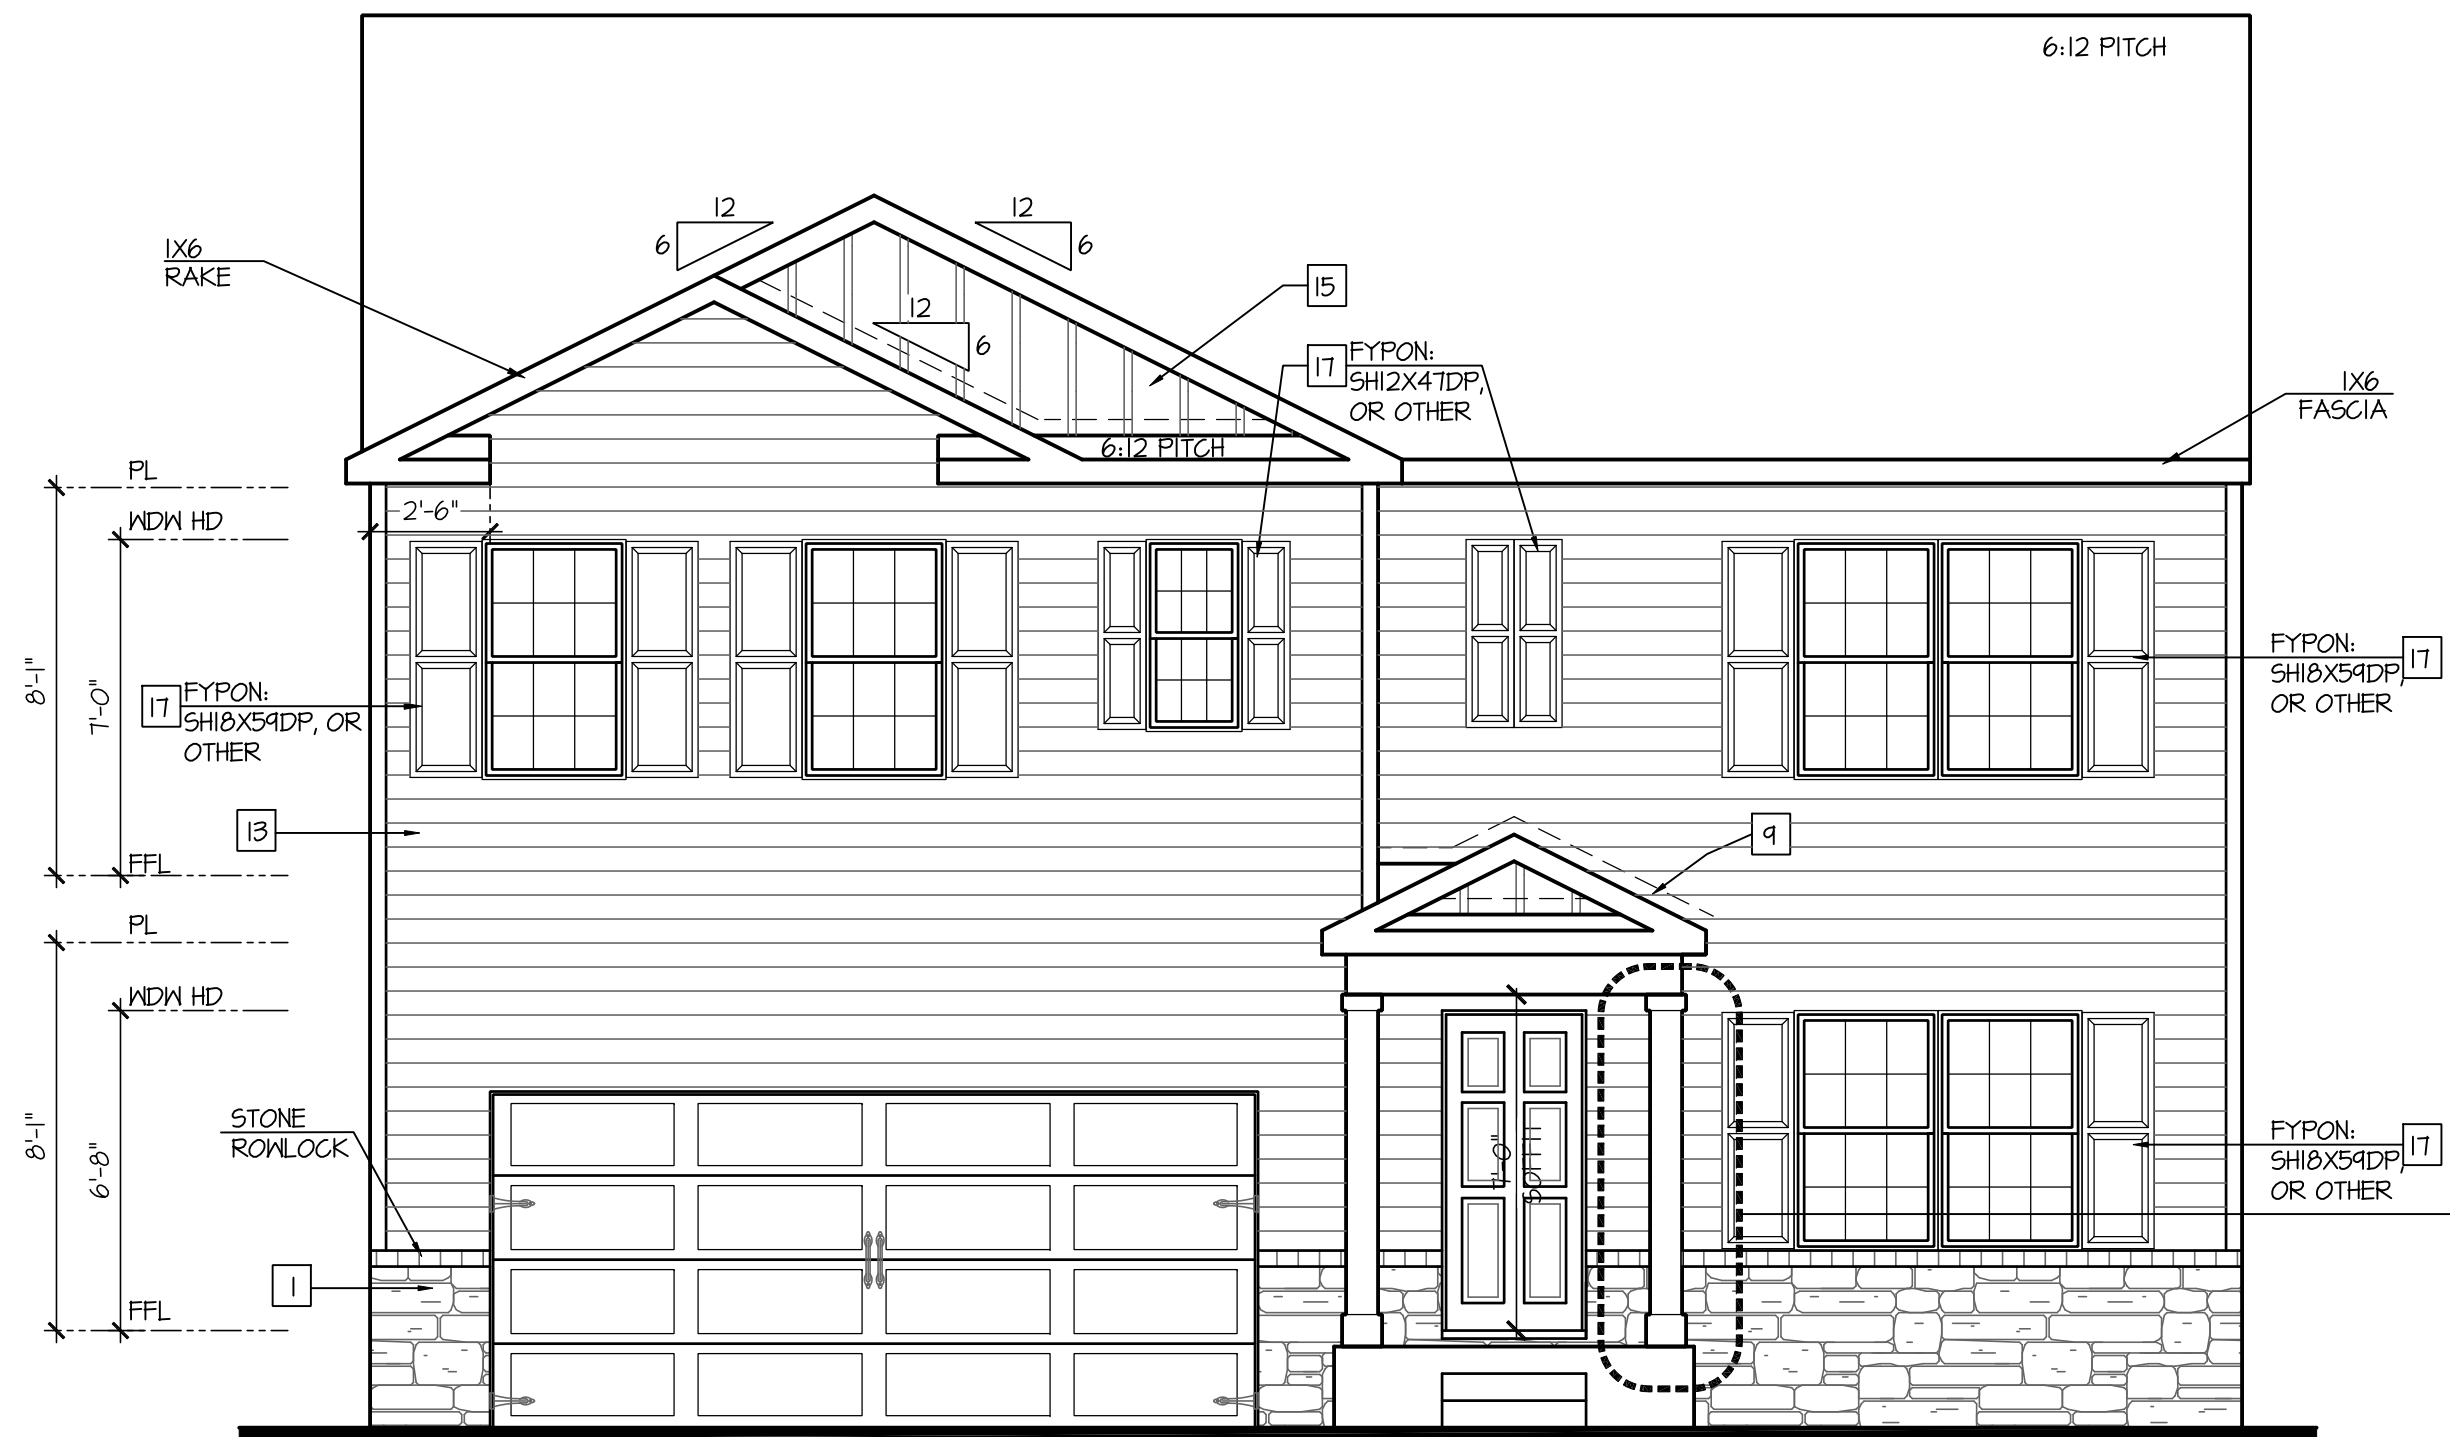 6:12 PITCH
12
6
12
6
1X6
RAKE
15
12
6
17
FYPON:
SH12X47DP,
OR OTHER
1X6
FASCIA
6:12 PITCH
PL
WDW HD
2'-6"
8'-1"
7'-0"
17
FYPON:
SH18X59DP, OR
OTHER
FYPON:
SH18X59DP,
OR OTHER
17
13
9
FFL
PL
WDW HD
8'-1"
6'-8"
STONE
ROWLOCK
7'-0"
SOFFIT
FYPON:
SH18X59DP,
OR OTHER
17
1
FFL